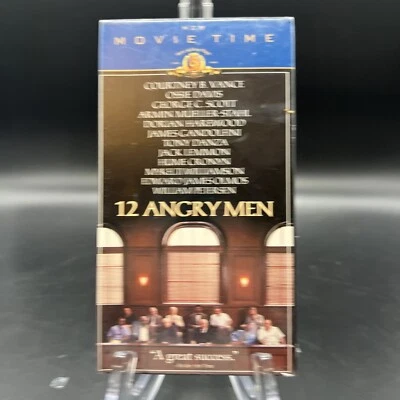 MOVIE TIME
COURTNEY B. VANCE
OSSIE DAVIS
GEORGE C. SCOTT
ARMIN MUELLER-STAHL
DORIAN HAREWOOD
JAMES GANDOLFINI
TONY DANZA
JACK LEMMON
HUME CRONYN
MYKELTI WILLIAMSON
EDWARD JAMES OLMOS
WILLIAM PETERSEN
12 ANGRY MEN
"A great success."